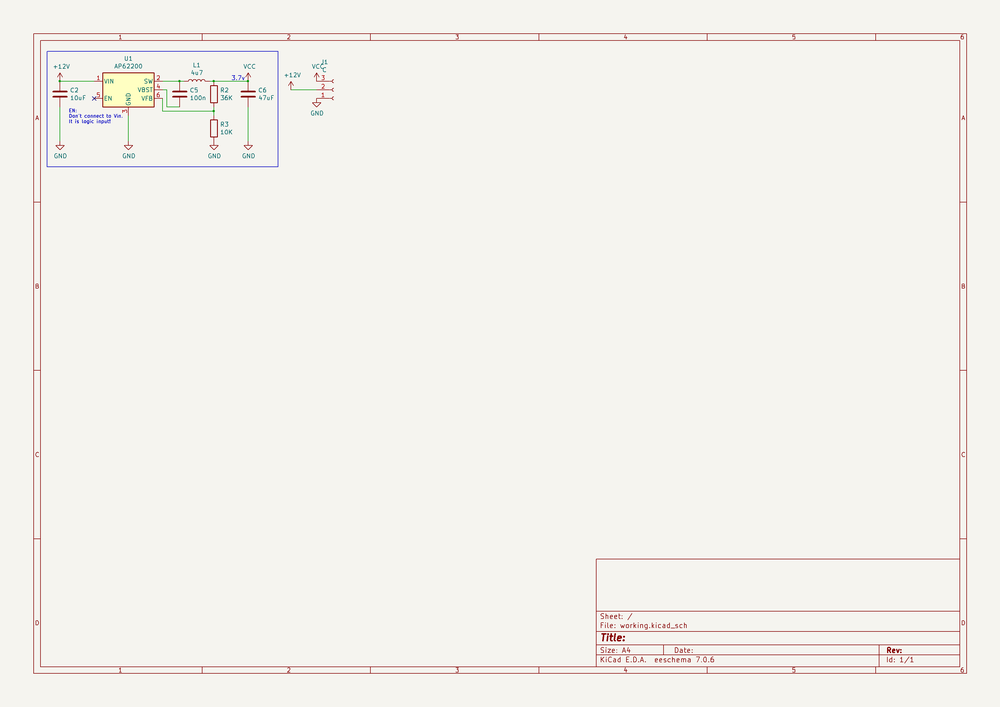 1 2 3 4 5 6
+12V
U1
AP62200
L1
4u7
3.7v
VCC
VCC
J1
C
+12V
1 VIN SW 2
VBST 4
5 EN VFB 6
GND
3
C2
10uF
C5
100n
R2
36K
C6
47uF
3
2
1
GND
EN:
Don't connect to Vin.
It is logic input!
R3
10K
GND
GND
GND
GND
A
A
B
B
C
C
D
D
Sheet: /
File: working.kicad_sch
Title:
Size: A4 Date: Rev:
KiCad E.D.A. eeschema 7.0.6 Id: 1/1
1 2 3 4 5 6